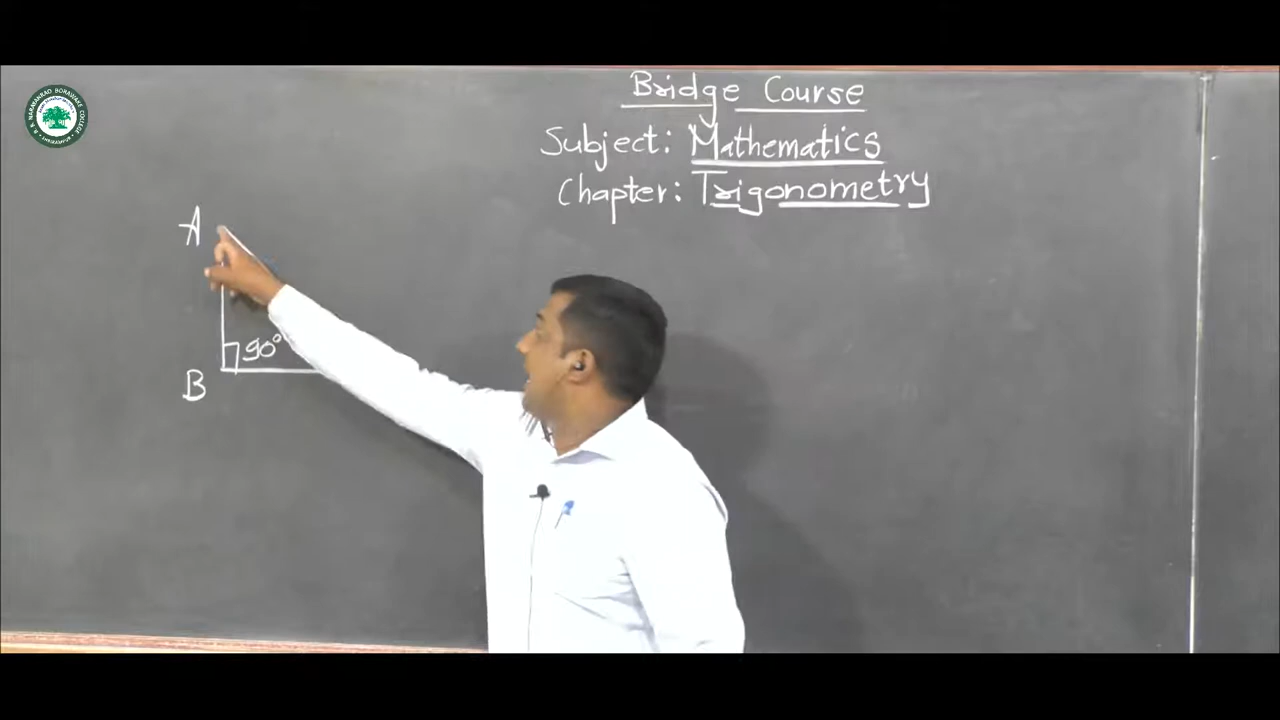 Bridge Course
Subject: Mathematics
Chapter: Trigonometry
A
90°
B